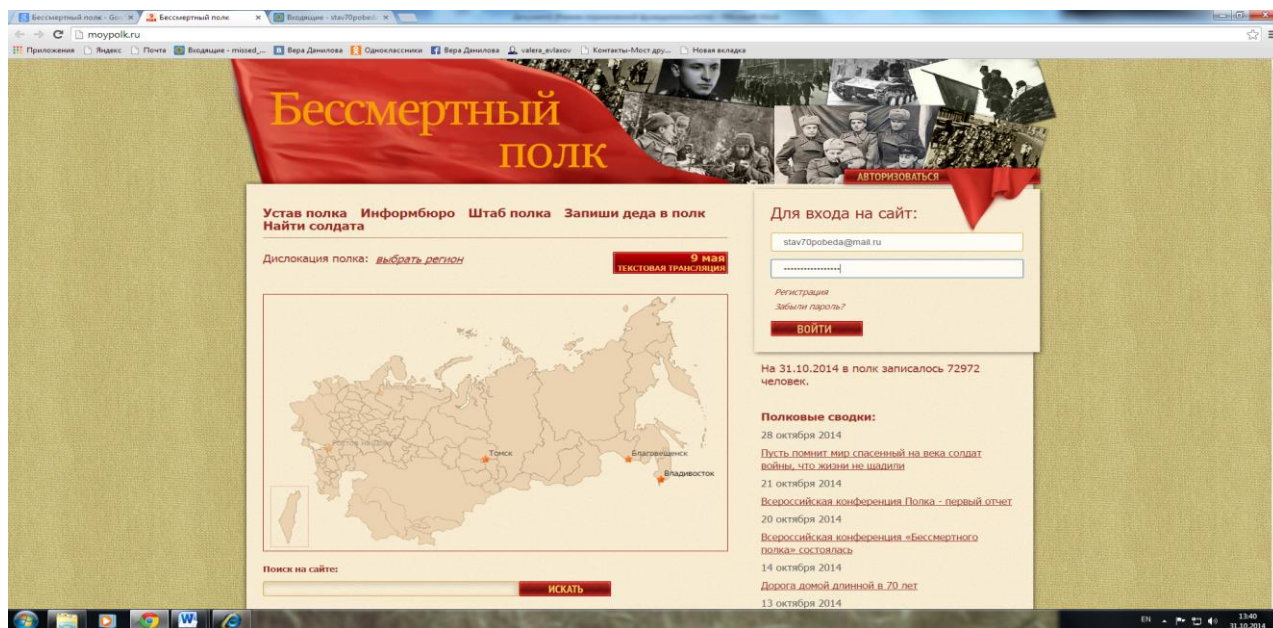 Бессмертный полк - Goo
Бессмертный полк
Входящие - stav70pobeda
moypolk.ru
Приложения Яндекс Почта Входящие - missed_... Вера Данилова Одноклассники Вера Данилова valera_evlaxov Контакты-Мост дру... Новая вкладка
Бессмертный
полк
АВТОРИЗОВАТЬСЯ
Устав полка Информбюро Штаб полка Запиши деда в полк
Найти солдата
Дислокация полка: выбрать регион
9 мая
ТЕКСТОВАЯ ТРАНСЛЯЦИЯ
Томск
Благовещенск
Владивосток
Поиск на сайте:
ИСКАТЬ
Для входа на сайт:
stav70pobeda@mail.ru
Регистрация
Забыли пароль?
ВОЙТИ
На 31.10.2014 в полк записалось 72972
человек.
Полковые сводки:
28 октября 2014
Пусть помнит мир спасенный на века солдат
войны, что жизни не щадили
21 октября 2014
Всероссийская конференция Полка - первый отчет
20 октября 2014
Всероссийская конференция «Бессмертного
полка» состоялась
14 октября 2014
Дорога домой длинной в 70 лет
13 октября 2014
EN
13:40
31.10.2014